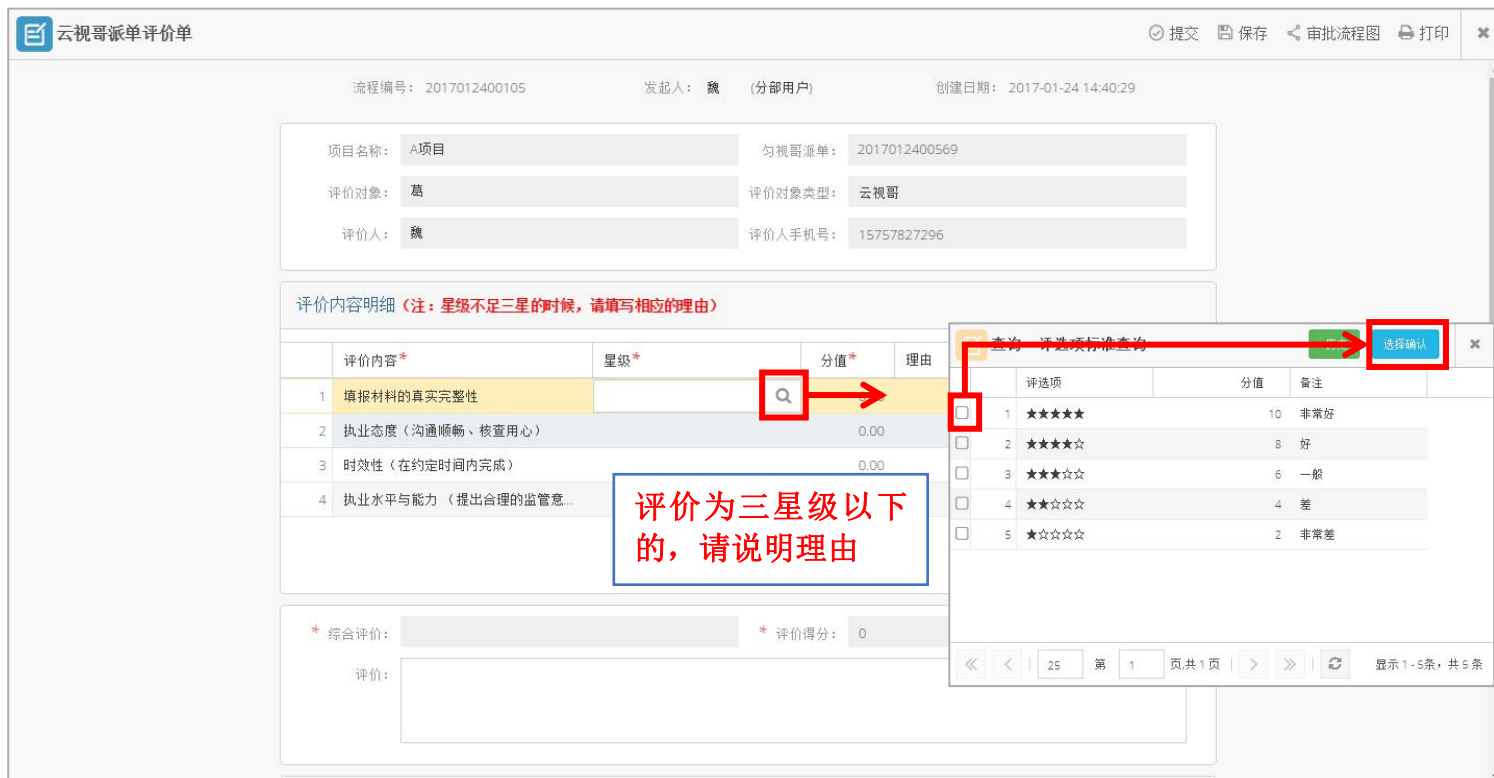 云视哥派单评价单 提交 保存 审批流程图 打印
流程编号: 2017012400105 发起人: 魏 (分部用户) 创建日期: 2017-01-24 14:40:29
项目名称: A项目 匀视哥派单: 2017012400569
评价对象: 葛 评价对象类型: 云视哥
评价人: 魏 评价人手机号: 15757827296
评价内容明细（注：星级不足三星的时候，请填写相应的理由）
评价内容* 星级* 分值* 理由
1 填报材料的真实完整性
2 执业态度（沟通顺畅、核查用心） 0.00
3 时效性（在约定时间内完成） 0.00
4 执业水平与能力 （提出合理的监管意...
评价为三星级以下
的，请说明理由
* 综合评价: * 评价得分: 0
评价:
查询 评选项标准查询 选择确认
评选项 分值 备注
1 ★★★★★ 10 非常好
2 ★★★★☆ 8 好
3 ★★★☆☆ 6 一般
4 ★★☆☆☆ 4 差
5 ★☆☆☆☆ 2 非常差
25 第 1 页,共1页 显示1-5条，共5条